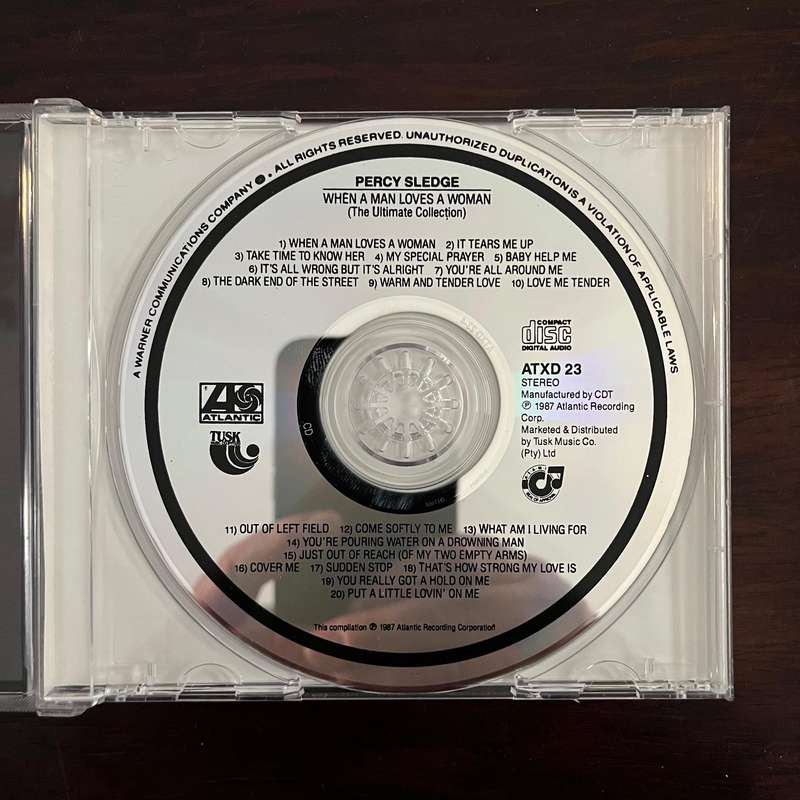 A WARNER COMMUNICATIONS COMPANY . ALL RIGHTS RESERVED. UNAUTHORIZED DUPLICATION IS A VIOLATION OF APPLICABLE LAWS
PERCY SLEDGE
WHEN A MAN LOVES A WOMAN
(The Ultimate Collection)
1) WHEN A MAN LOVES A WOMAN 2) IT TEARS ME UP
3) TAKE TIME TO KNOW HER 4) MY SPECIAL PRAYER 5) BABY HELP ME
6) IT'S ALL WRONG BUT IT'S ALRIGHT 7) YOU'RE ALL AROUND ME
8) THE DARK END OF THE STREET 9) WARM AND TENDER LOVE 10) LOVE ME TENDER
COMPACT
disc
DIGITAL AUDIO
ATLANTIC
TUSK
CD
ATXD 23
STEREO
Manufactured by CDT
℗ 1987 Atlantic Recording
Corp.
Marketed & Distributed
by Tusk Music Co.
(Pty) Ltd
11) OUT OF LEFT FIELD 12) COME SOFTLY TO ME 13) WHAT AM I LIVING FOR
14) YOU'RE POURING WATER ON A DROWNING MAN
15) JUST OUT OF REACH (OF MY TWO EMPTY ARMS)
16) COVER ME 17) SUDDEN STOP 18) THAT'S HOW STRONG MY LOVE IS
19) YOU REALLY GOT A HOLD ON ME
20) PUT A LITTLE LOVIN' ON ME
This compilation ℗ 1987 Atlantic Recording Corporation